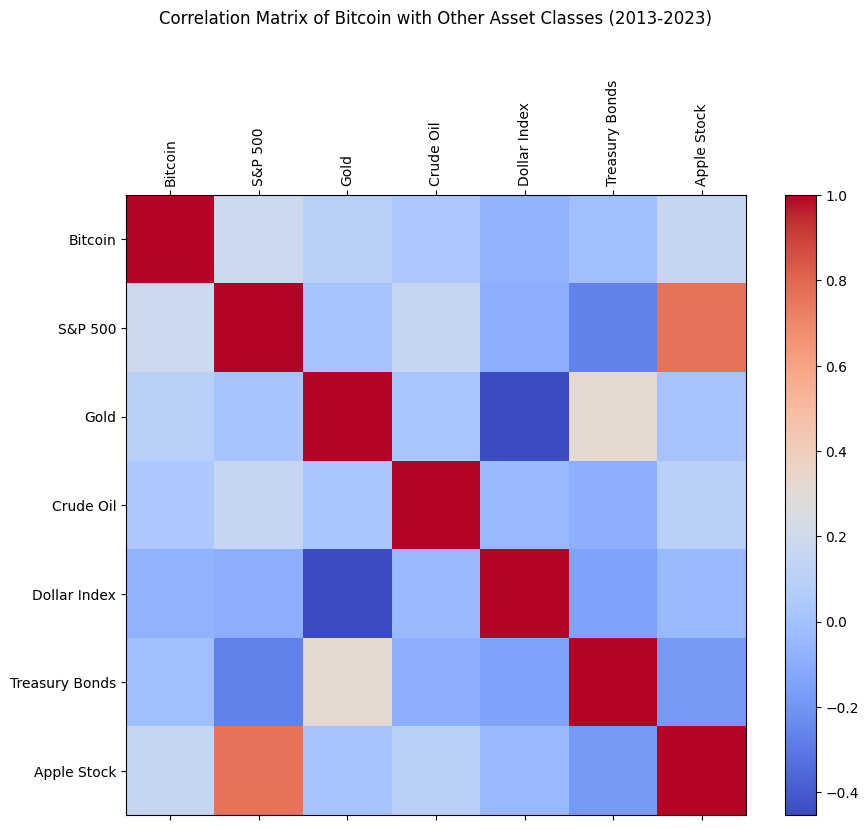 Correlation Matrix of Bitcoin with Other Asset Classes (2013-2023)
Bitcoin
S&P 500
Gold
Crude Oil
Dollar Index
Treasury Bonds
Apple Stock
Bitcoin
S&P 500
Gold
Crude Oil
Dollar Index
Treasury Bonds
Apple Stock
1.0
0.8
0.6
0.4
0.2
0.0
−0.2
−0.4